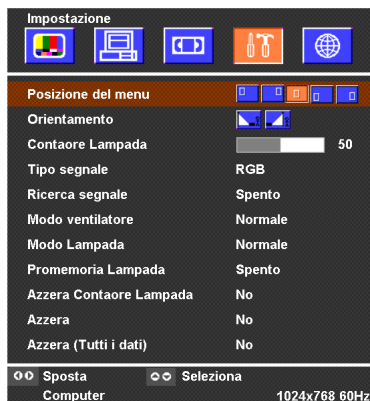 Impostazione
Posizione del menu
Orientamento
Contaore Lampada 50
Tipo segnale RGB
Ricerca segnale Spento
Modo ventilatore Normale
Modo Lampada Normale
Promemoria Lampada Spento
Azzera Contaore Lampada No
Azzera No
Azzera (Tutti i dati) No
Sposta Seleziona
Computer 1024x768 60Hz